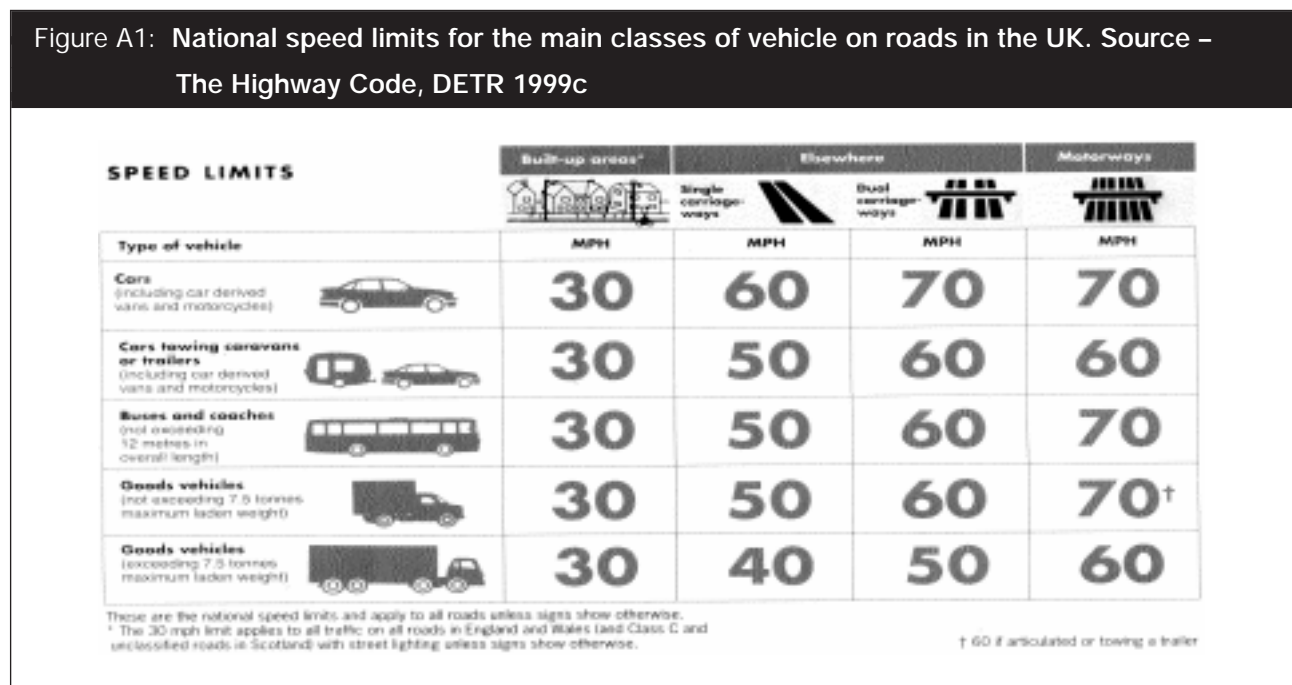 Figure A1: National speed limits for the main classes of vehicle on roads in the UK. Source –
The Highway Code, DETR 1999c
SPEED LIMITS
Built-up areas*
Elsewhere
Motorways
Single
carriage-
ways
Dual
carriage-
ways
Type of vehicle
MPH
MPH
MPH
MPH
Cars
(including car derived
vans and motorcycles)
30
60
70
70
Cars towing caravans
or trailers
(including car derived
vans and motorcycles)
30
50
60
60
Buses and coaches
(not exceeding
12 metres in
overall length)
30
50
60
70
Goods vehicles
(not exceeding 7.5 tonnes
maximum laden weight)
30
50
60
70†
Goods vehicles
(exceeding 7.5 tonnes
maximum laden weight)
30
40
50
60
These are the national speed limits and apply to all roads unless signs show otherwise.
* The 30 mph limit applies to all traffic on all roads in England and Wales (and Class C and
unclassified roads in Scotland) with street lighting unless signs show otherwise.
† 60 if articulated or towing a trailer